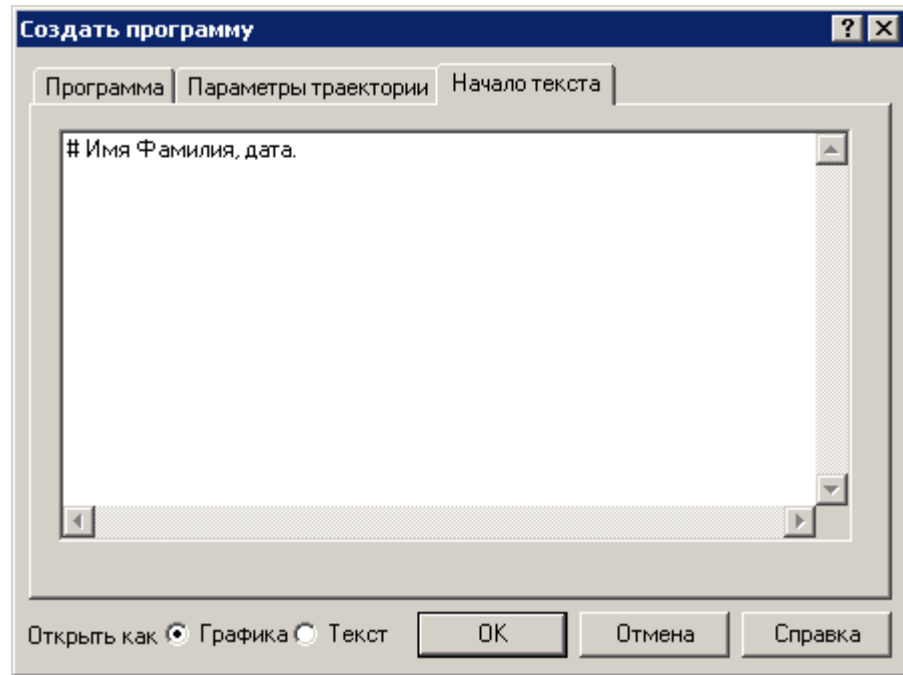 Создать программу
Программа Параметры траектории Начало текста
# Имя Фамилия, дата.
Открыть как Графика Текст OK Отмена Справка